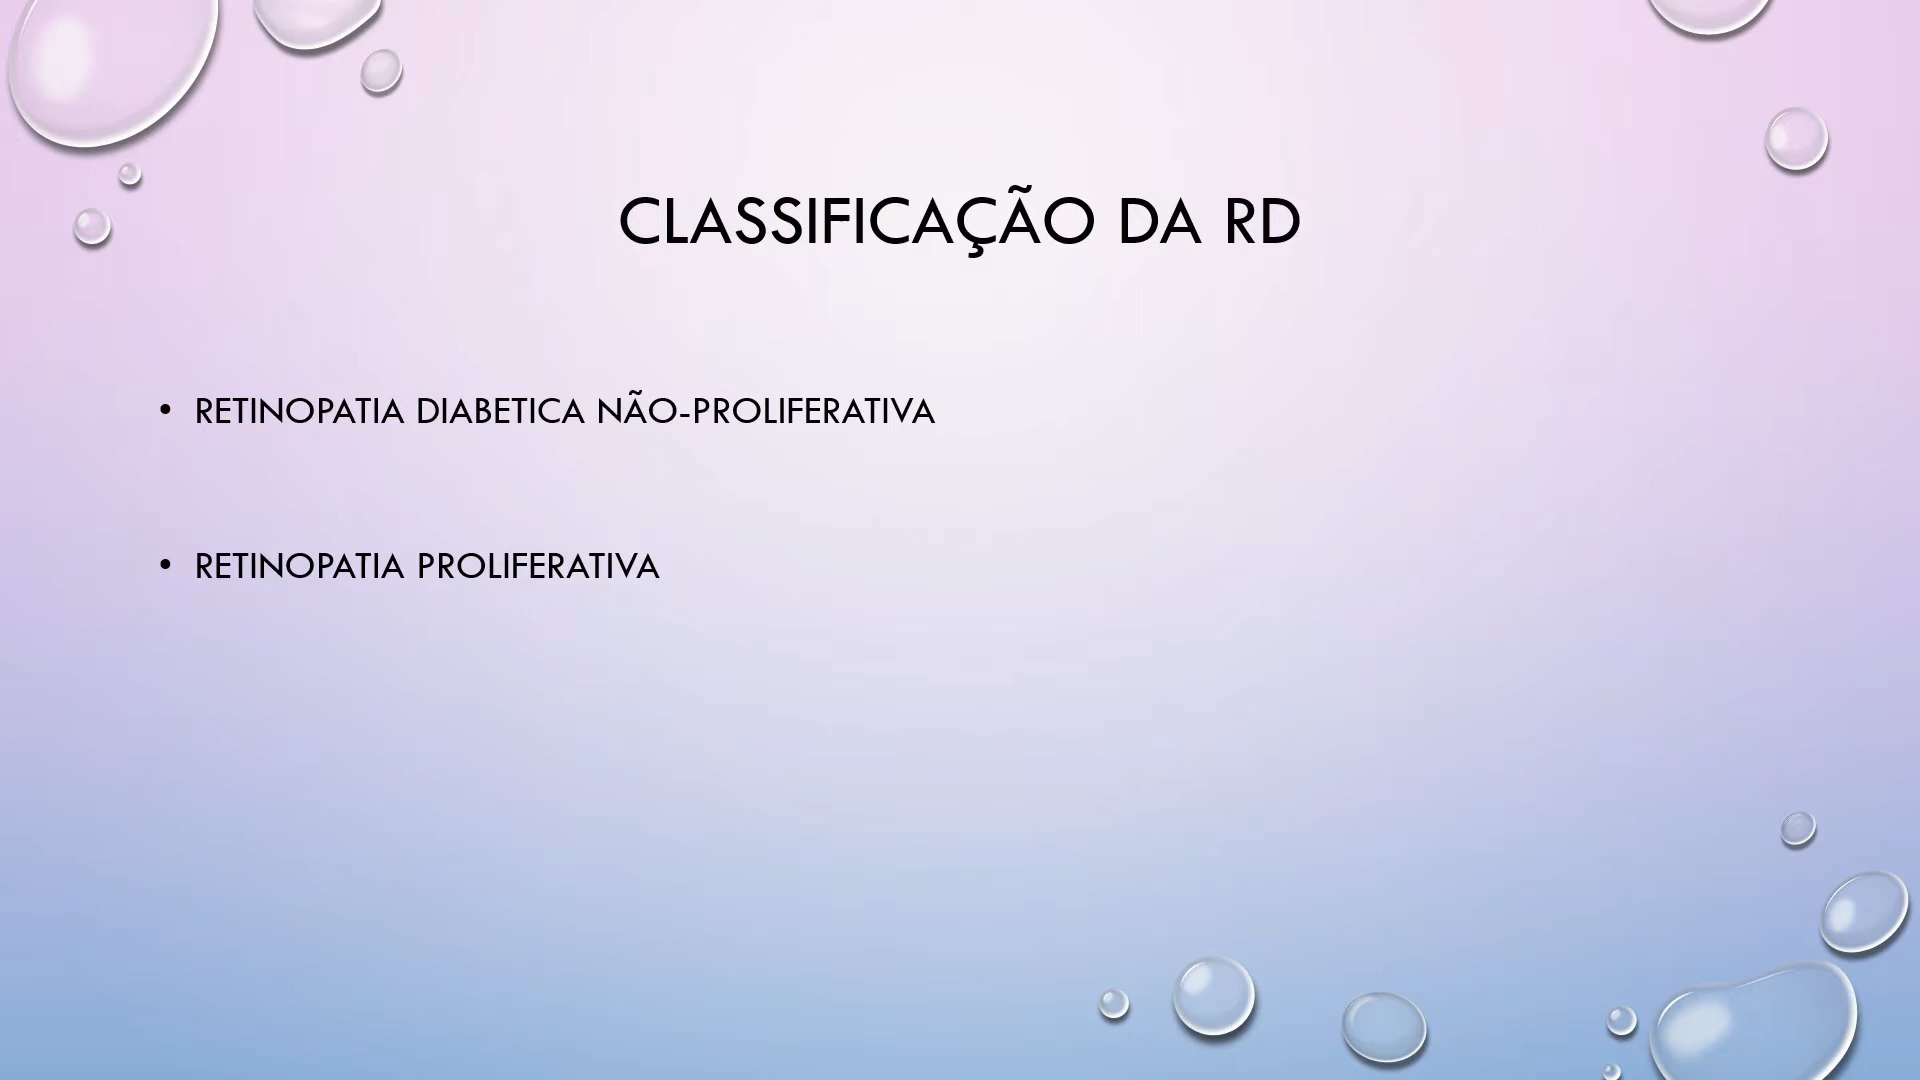 CLASSIFICAÇÃO DA RD
• RETINOPATIA DIABETICA NÃO-PROLIFERATIVA
• RETINOPATIA PROLIFERATIVA